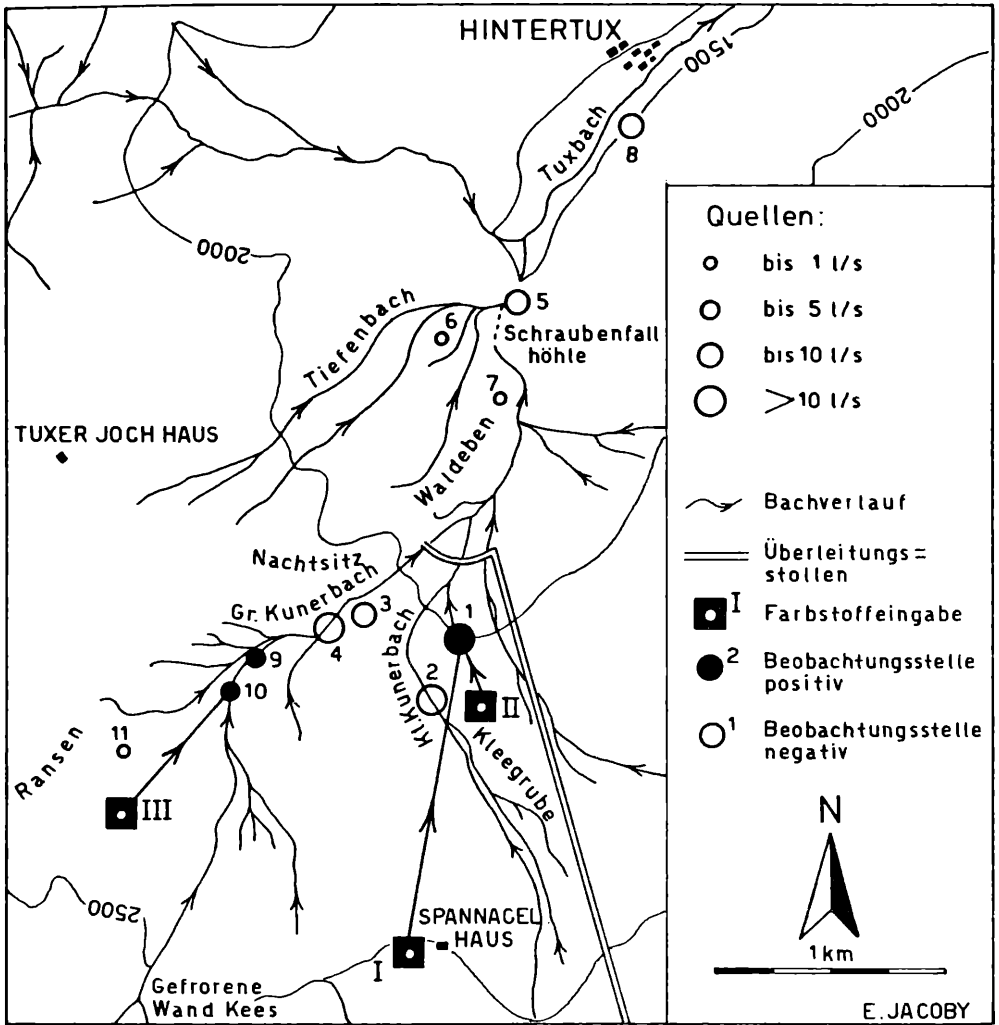 HINTERTUX
1500
2000
Tuxbach
8
2000
Tiefenbach
5
6
Schraubenfall
höhle
7
TUXER JOCH HAUS
Waldeben
Nachtsitz
Gr. Kunerbach
3
4
1
Kl.Kunerbach
2
II
Kleegrube
9
10
11
Ransen
III
2500
SPANNAGEL
HAUS
I
Gefrorene
Wand Kees
Quellen:
bis 1 l/s
bis 5 l/s
bis 10 l/s
>10 l/s
Bachverlauf
Überleitungs=
stollen
I
Farbstoffeingabe
2
Beobachtungsstelle
positiv
1
Beobachtungsstelle
negativ
N
1 km
E. JACOBY